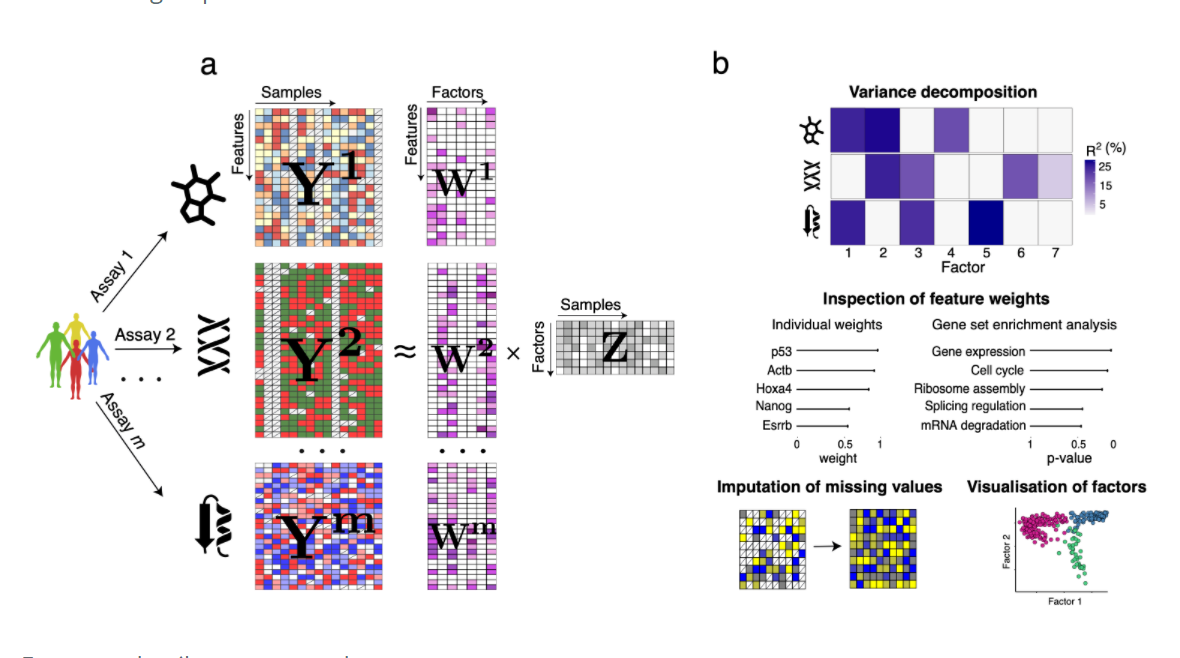 a
Samples
Features
Y1
Factors
Features
W1
Assay 1
Assay 2
. . .
Assay m
Y2
≈
W2
×
Samples
Factors
Z
. . .
. . .
Ym
Wm
b
Variance decomposition
R2 (%)
25
15
5
1 2 3 4 5 6 7
Factor
Inspection of feature weights
Individual weights
p53
Actb
Hoxa4
Nanog
Esrrb
0 0.5 1
weight
Gene set enrichment analysis
Gene expression
Cell cycle
Ribosome assembly
Splicing regulation
mRNA degradation
1 0.5 0
p-value
Imputation of missing values
Visualisation of factors
Factor 2
Factor 1